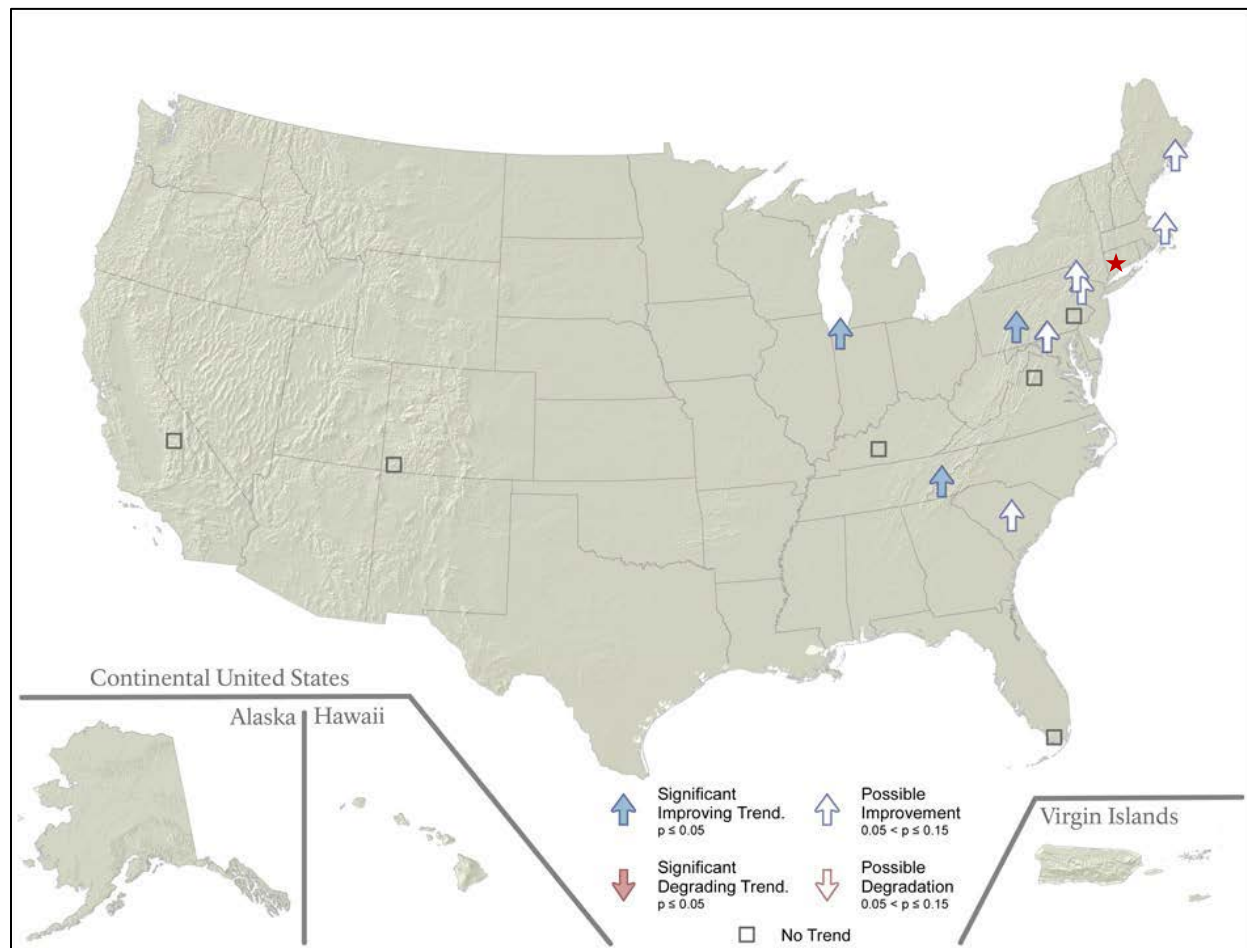 Continental United States
Alaska
Hawaii
Significant
Improving Trend.
p ≤ 0.05
Possible
Improvement
0.05 < p ≤ 0.15
Significant
Degrading Trend.
p ≤ 0.05
Possible
Degradation
0.05 < p ≤ 0.15
No Trend
Virgin Islands